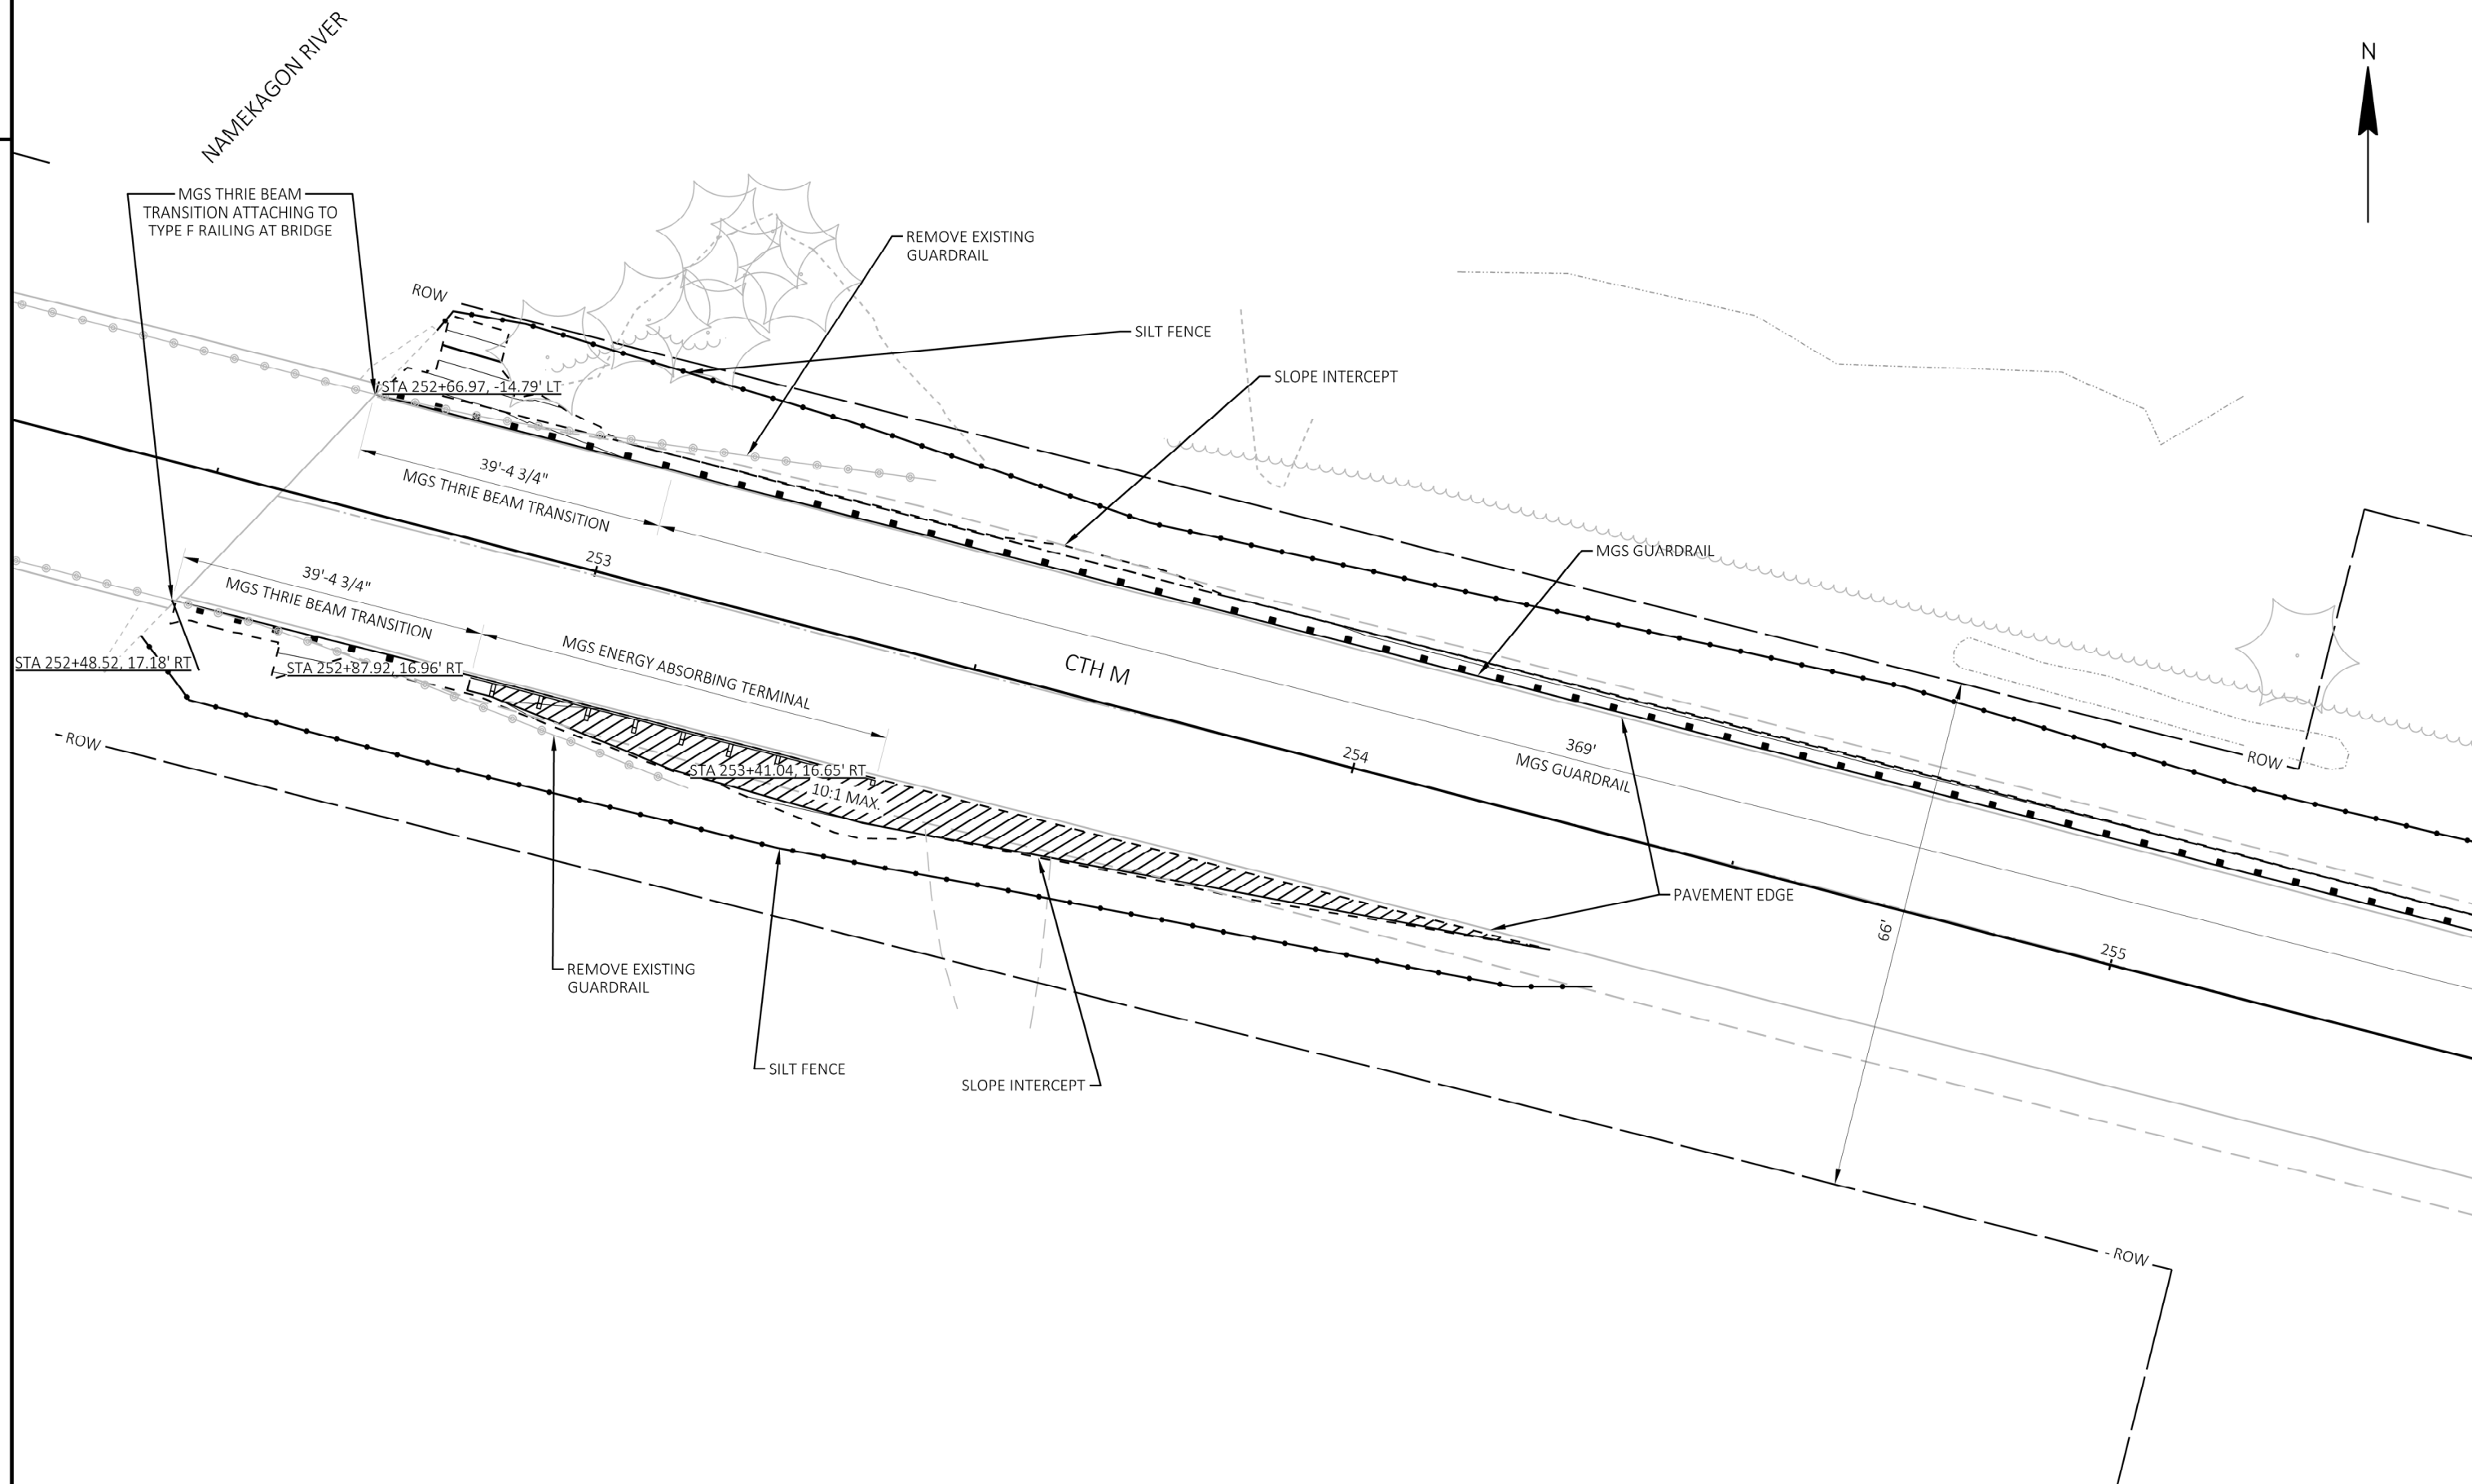 NAMEKAGON RIVER
N
MGS THRIE BEAM
TRANSITION ATTACHING TO
TYPE F RAILING AT BRIDGE
REMOVE EXISTING
GUARDRAIL
ROW
SILT FENCE
SLOPE INTERCEPT
STA 252+66.97, -14.79' LT
39'-4 3/4"
MGS THRIE BEAM TRANSITION
253
MGS GUARDRAIL
39'-4 3/4"
MGS THRIE BEAM TRANSITION
MGS ENERGY ABSORBING TERMINAL
CTH M
STA 252+48.52, 17.18' RT
STA 252+87.92, 16.96' RT
ROW
STA 253+41.04, 16.65' RT
10:1 MAX.
254
369'
MGS GUARDRAIL
ROW
PAVEMENT EDGE
66'
255
REMOVE EXISTING
GUARDRAIL
SILT FENCE
SLOPE INTERCEPT
ROW